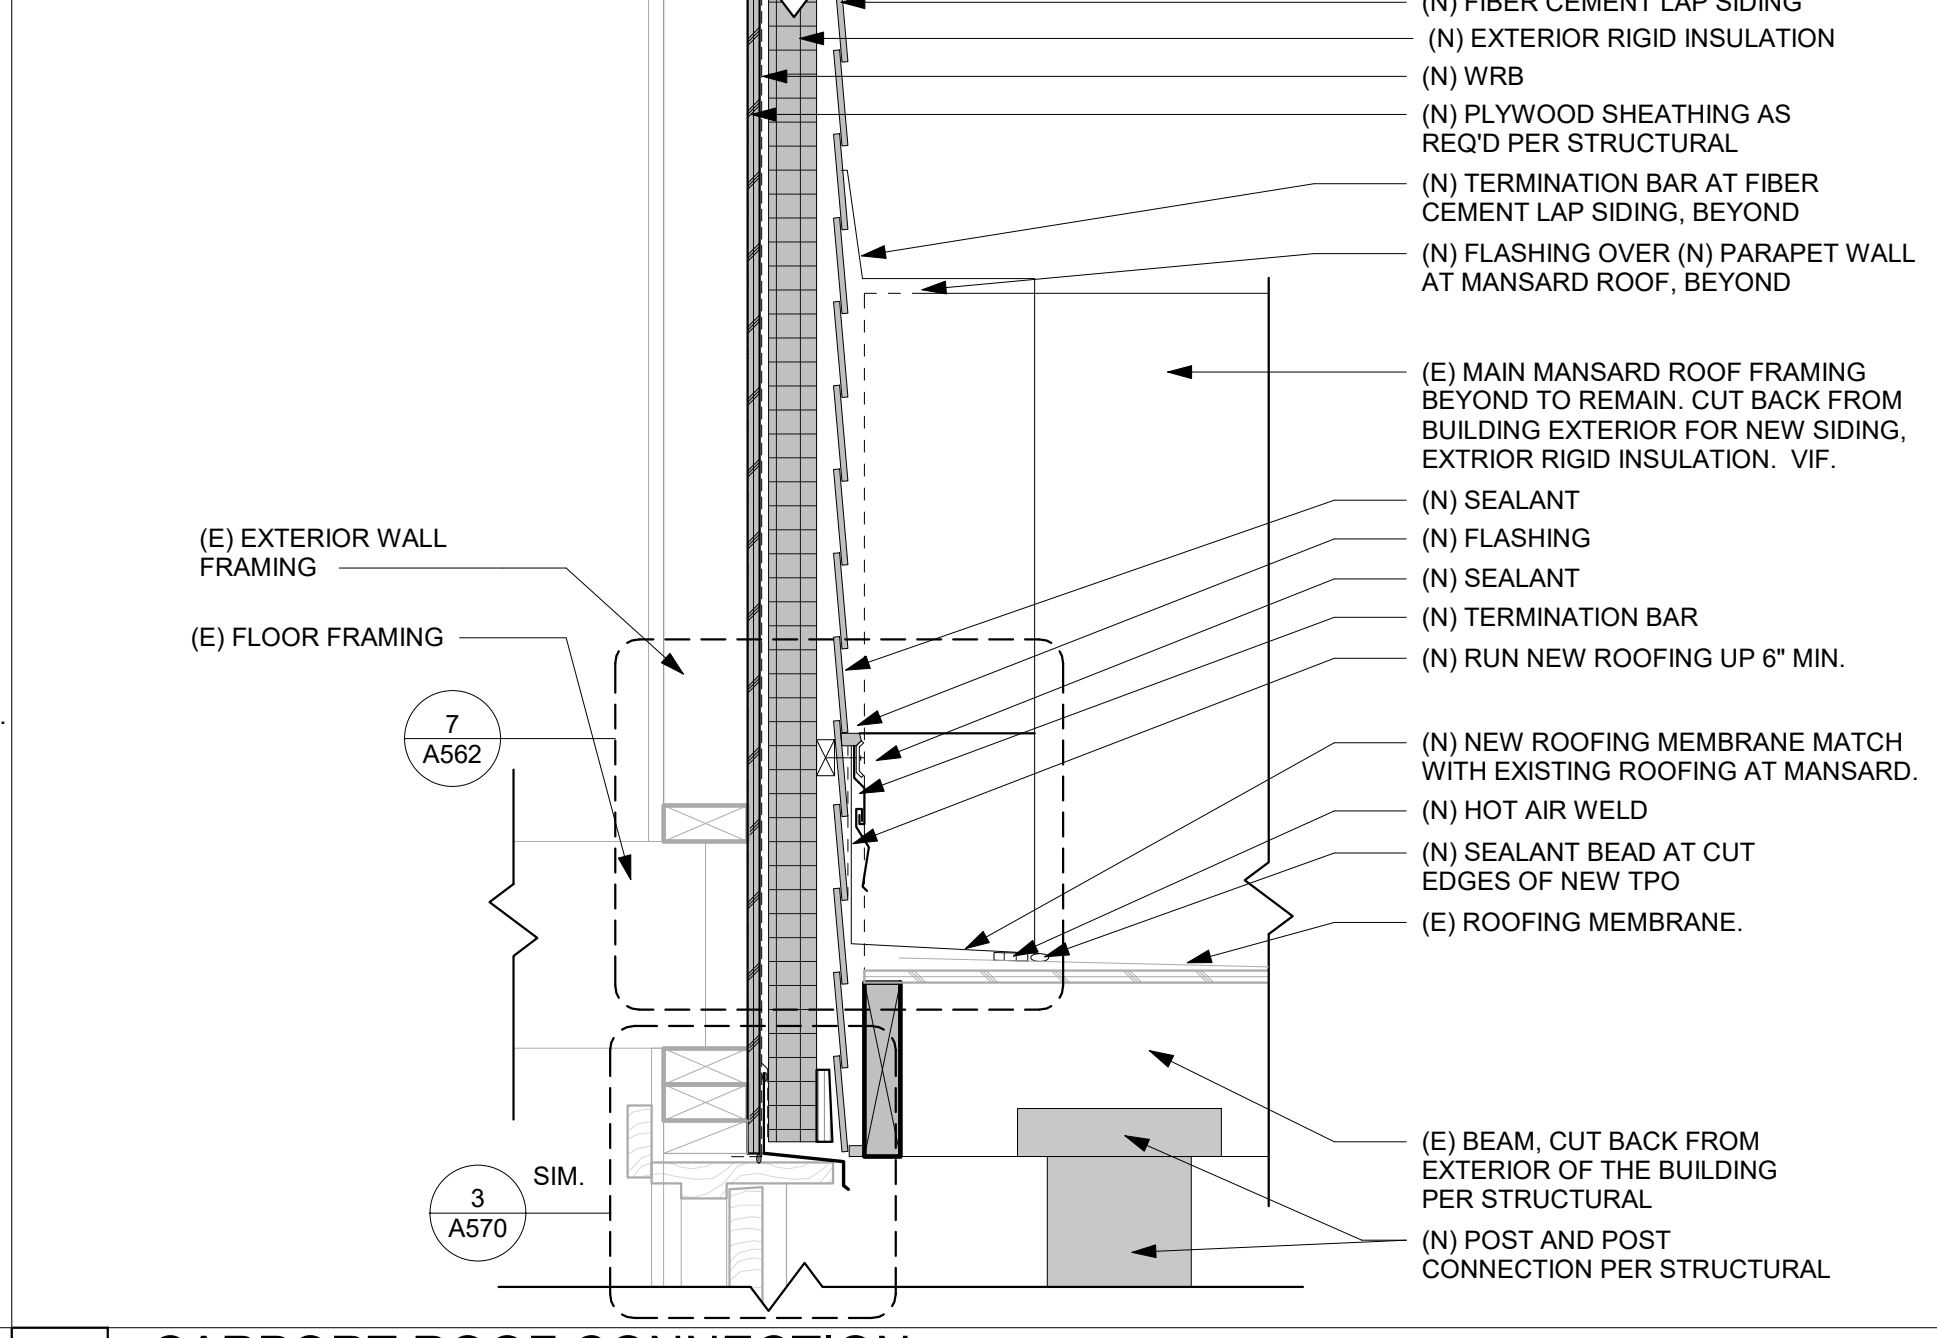 (N) FIBER CEMENT LAP SIDING
(N) EXTERIOR RIGID INSULATION
(N) WRB
(N) PLYWOOD SHEATHING AS
REQ'D PER STRUCTURAL
(N) TERMINATION BAR AT FIBER
CEMENT LAP SIDING, BEYOND
(N) FLASHING OVER (N) PARAPET WALL
AT MANSARD ROOF, BEYOND
(E) MAIN MANSARD ROOF FRAMING
BEYOND TO REMAIN. CUT BACK FROM
BUILDING EXTERIOR FOR NEW SIDING,
EXTRIOR RIGID INSULATION. VIF.
(N) SEALANT
(N) FLASHING
(N) SEALANT
(N) TERMINATION BAR
(N) RUN NEW ROOFING UP 6" MIN.
(N) NEW ROOFING MEMBRANE MATCH
WITH EXISTING ROOFING AT MANSARD.
(N) HOT AIR WELD
(N) SEALANT BEAD AT CUT
EDGES OF NEW TPO
(E) ROOFING MEMBRANE.
(E) BEAM, CUT BACK FROM
EXTERIOR OF THE BUILDING
PER STRUCTURAL
(N) POST AND POST
CONNECTION PER STRUCTURAL
(E) EXTERIOR WALL
FRAMING
(E) FLOOR FRAMING
7
A562
SIM.
3
A570
CARPORT ROOF CONNECTION